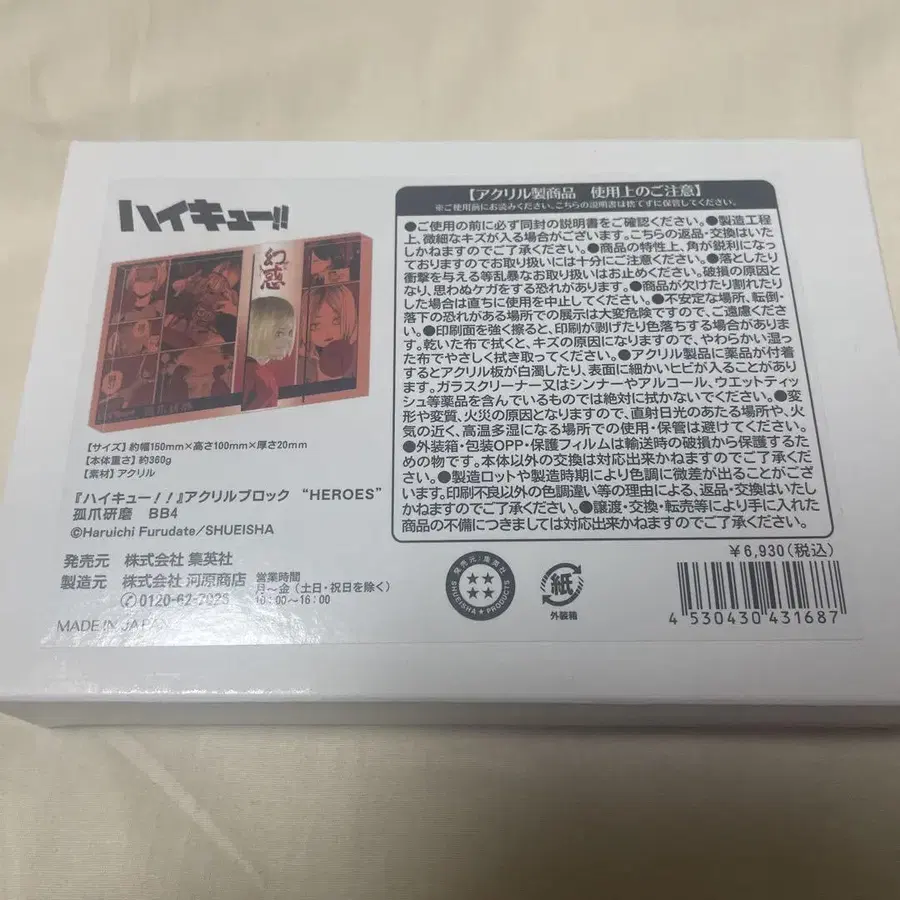 ハイキュー!!
幻惑
【サイズ】約幅150mm×高さ100mm×厚さ20mm
【本体重さ】約360g
【素材】アクリル
『ハイキュー！！』アクリルブロック “HEROES”
孤爪研磨 BB4
©Haruichi Furudate/SHUEISHA
発売元 株式会社 集英社
製造元 株式会社 河原商店
営業時間
月～金（土・日・祝日を除く）
10:00～16:00
MADE IN JAPAN
【アクリル製商品 使用上のご注意】
※ご使用前にお読みください。こちらの説明書は捨てずに保管してください。
●ご使用の前に必ず同封の説明書をご確認ください。●製造工程
上、微細なキズが入る場合がございます。こちらの返品・交換はいた
しかねますのでご了承ください。●商品の特性上、角が鋭利になっ
ておりますのでお取り扱いには十分にご注意ください。●落としたり
衝撃を与える等乱暴なお取り扱いはお止めください。破損の原因と
なり、思わぬケガをする恐れがあります。●商品が欠けたり割れたり
した場合は直ちに使用を中止してください。●不安定な場所、転倒・
落下の恐れがある場所での展示は大変危険ですので、ご遠慮くださ
い。●印刷面を強く擦ると、印刷が剥げたり色落ちする場合がありま
す。乾いた布で拭くと、キズの原因になりますので、やわらかい湿っ
た布でやさしく拭き取ってください。●アクリル製品に薬品が付着
するとアクリル板が白濁したり、表面に細かいヒビが入ることがあり
ます。ガラスクリーナー又はシンナーやアルコール、ウエットティッ
シュ等薬品を含んでいるものでは絶対に拭かないでください。●変
形や変質、火災の原因となりますので、直射日光のあたる場所や、火
気の近く、高温多湿になる場所での使用・保管は避けてください。
●外装箱・包装OPP・保護フィルムは輸送時の破損から保護するた
めの物です。本体以外の交換は対応出来かねますのでご了承くだ
さい。●製造ロットや製造時期により色調に微差が出ることがござ
います。印刷不良以外の色調違い等の理由による、返品・交換はいた
しかねますのでご了承ください。●譲渡・交換・転売等により手に入れた
商品の不備につきましては対応出来かねますのでご了承ください。
￥6,930(税込)
発売元：集英社
SHUEISHA★PRODUCTS
紙
外装箱
4 530430 431687